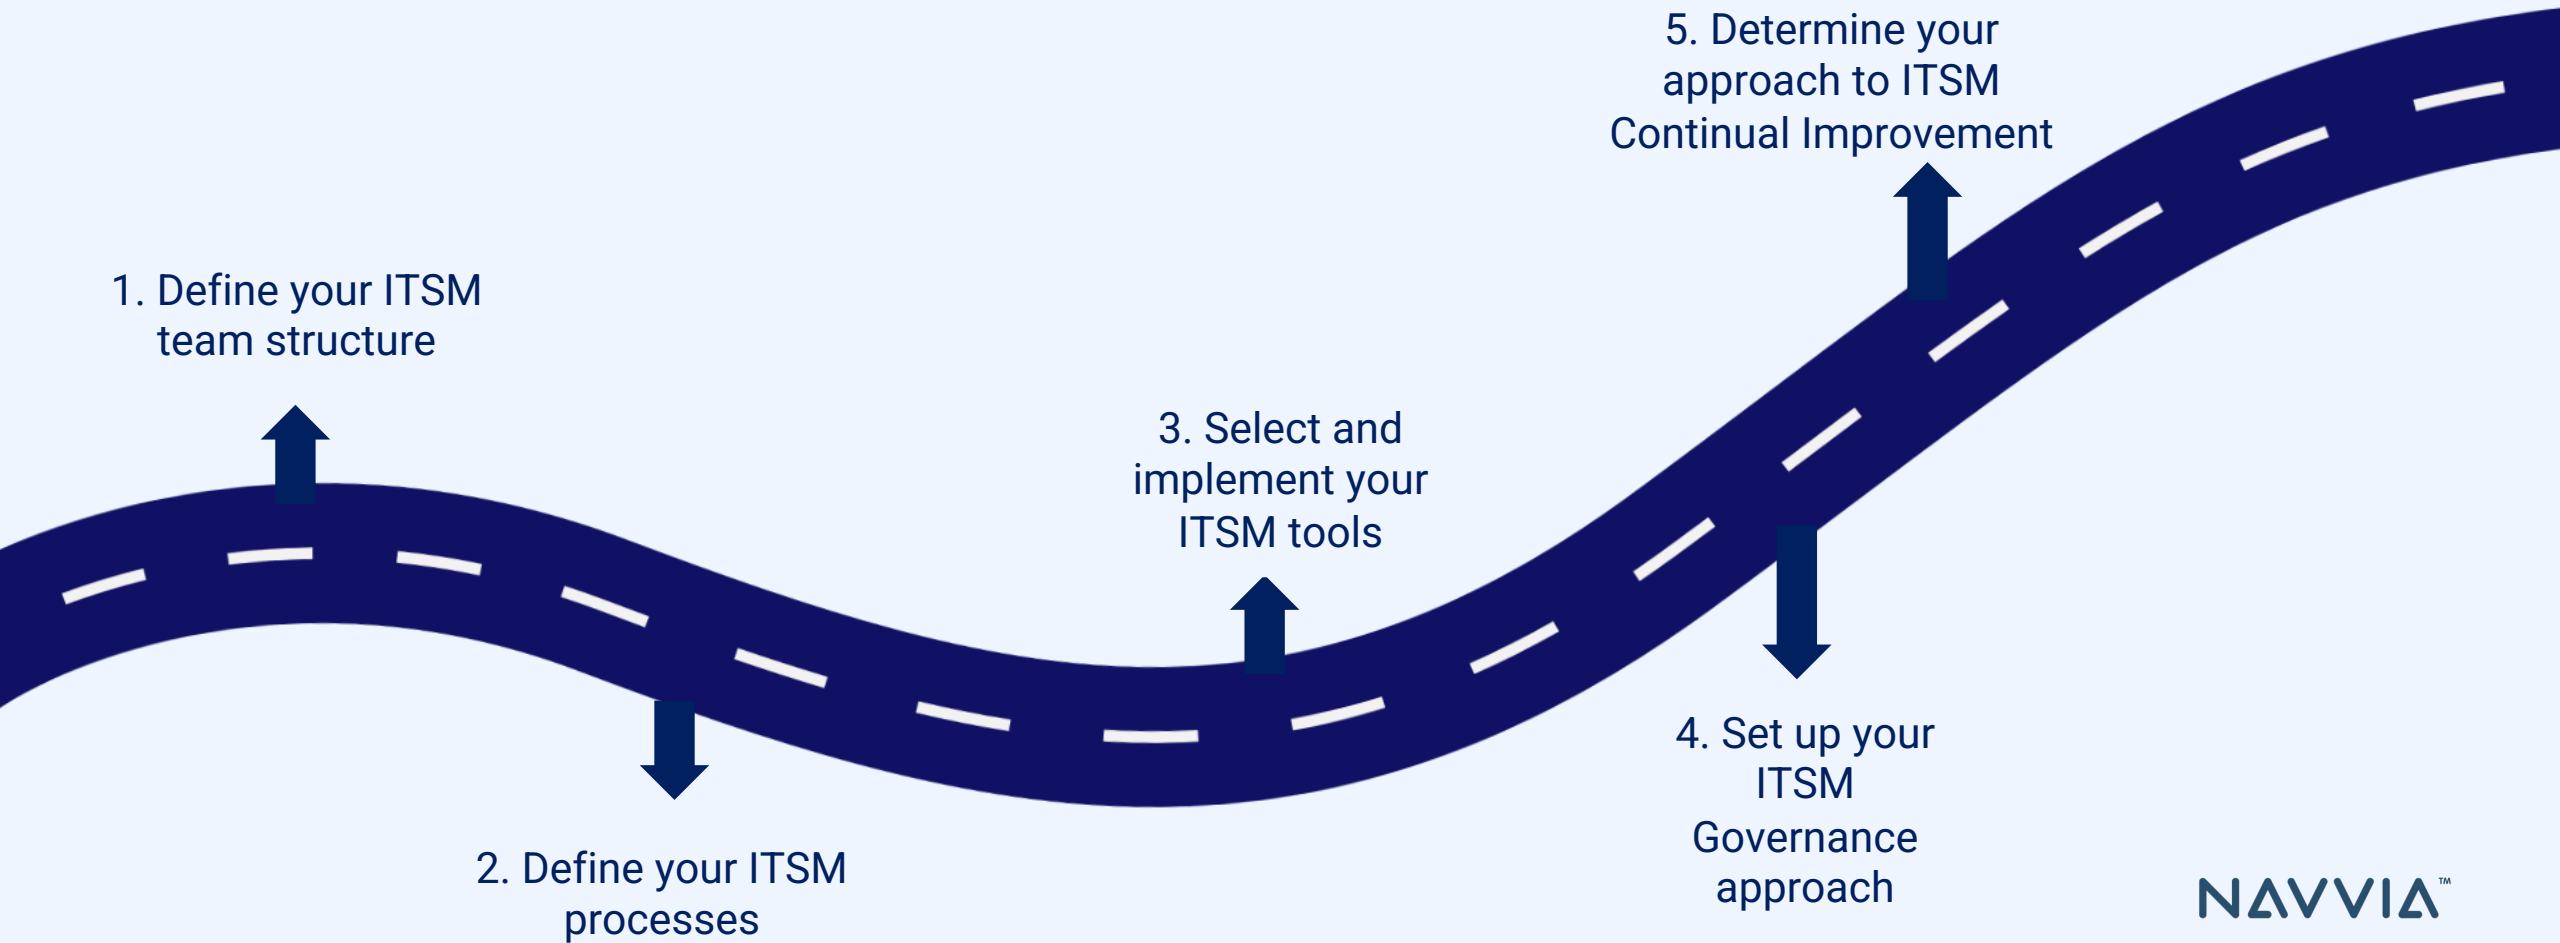 1. Define your ITSM
team structure
2. Define your ITSM
processes
3. Select and
implement your
ITSM tools
4. Set up your
ITSM
Governance
approach
5. Determine your
approach to ITSM
Continual Improvement
NAVVIA™